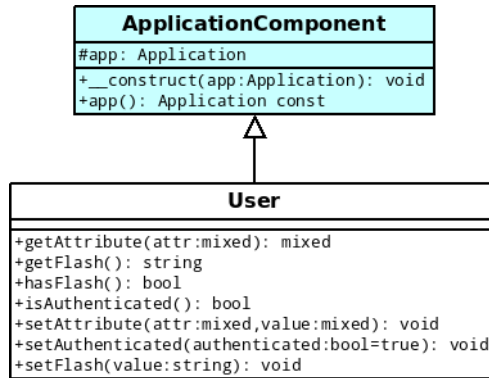 ApplicationComponent
#app: Application
+__construct(app:Application): void
+app(): Application const
User
+getAttribute(attr:mixed): mixed
+getFlash(): string
+hasFlash(): bool
+isAuthenticated(): bool
+setAttribute(attr:mixed,value:mixed): void
+setAuthenticated(authenticated:bool=true): void
+setFlash(value:string): void